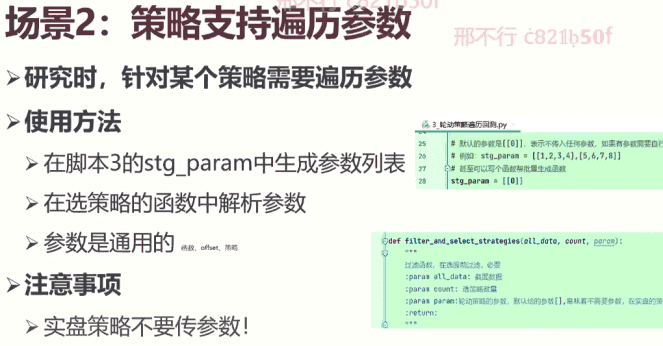 场景2：策略支持遍历参数
邢不行 c821h50f
➢研究时，针对某个策略需要遍历参数
➢使用方法
➢在脚本3的stg_param中生成参数列表
➢在选策略的函数中解析参数
➢参数是通用的 函数、offset、策略
➢注意事项
➢实盘策略不要传参数！
3_轮动策略遍历回测.py
25 # 默认的参数是[[0]]，表示不传入任何参数，如果有参数需要自行
26 # 例如：stg_param = [[1,2,3,4],[5,6,7,8]]
27 # 甚至可以写个函数帮批量生成函数
28 stg_param = [[0]]
def filter_and_select_strategies(all_data, count, param):
"""
过滤函数，在选股前过滤，必要
:param all_data: 截面数据
:param count: 选策略数量
:param param:轮动策略的参数，默认给的参数[],意味着不需要参数，在实盘的策
:return:
"""